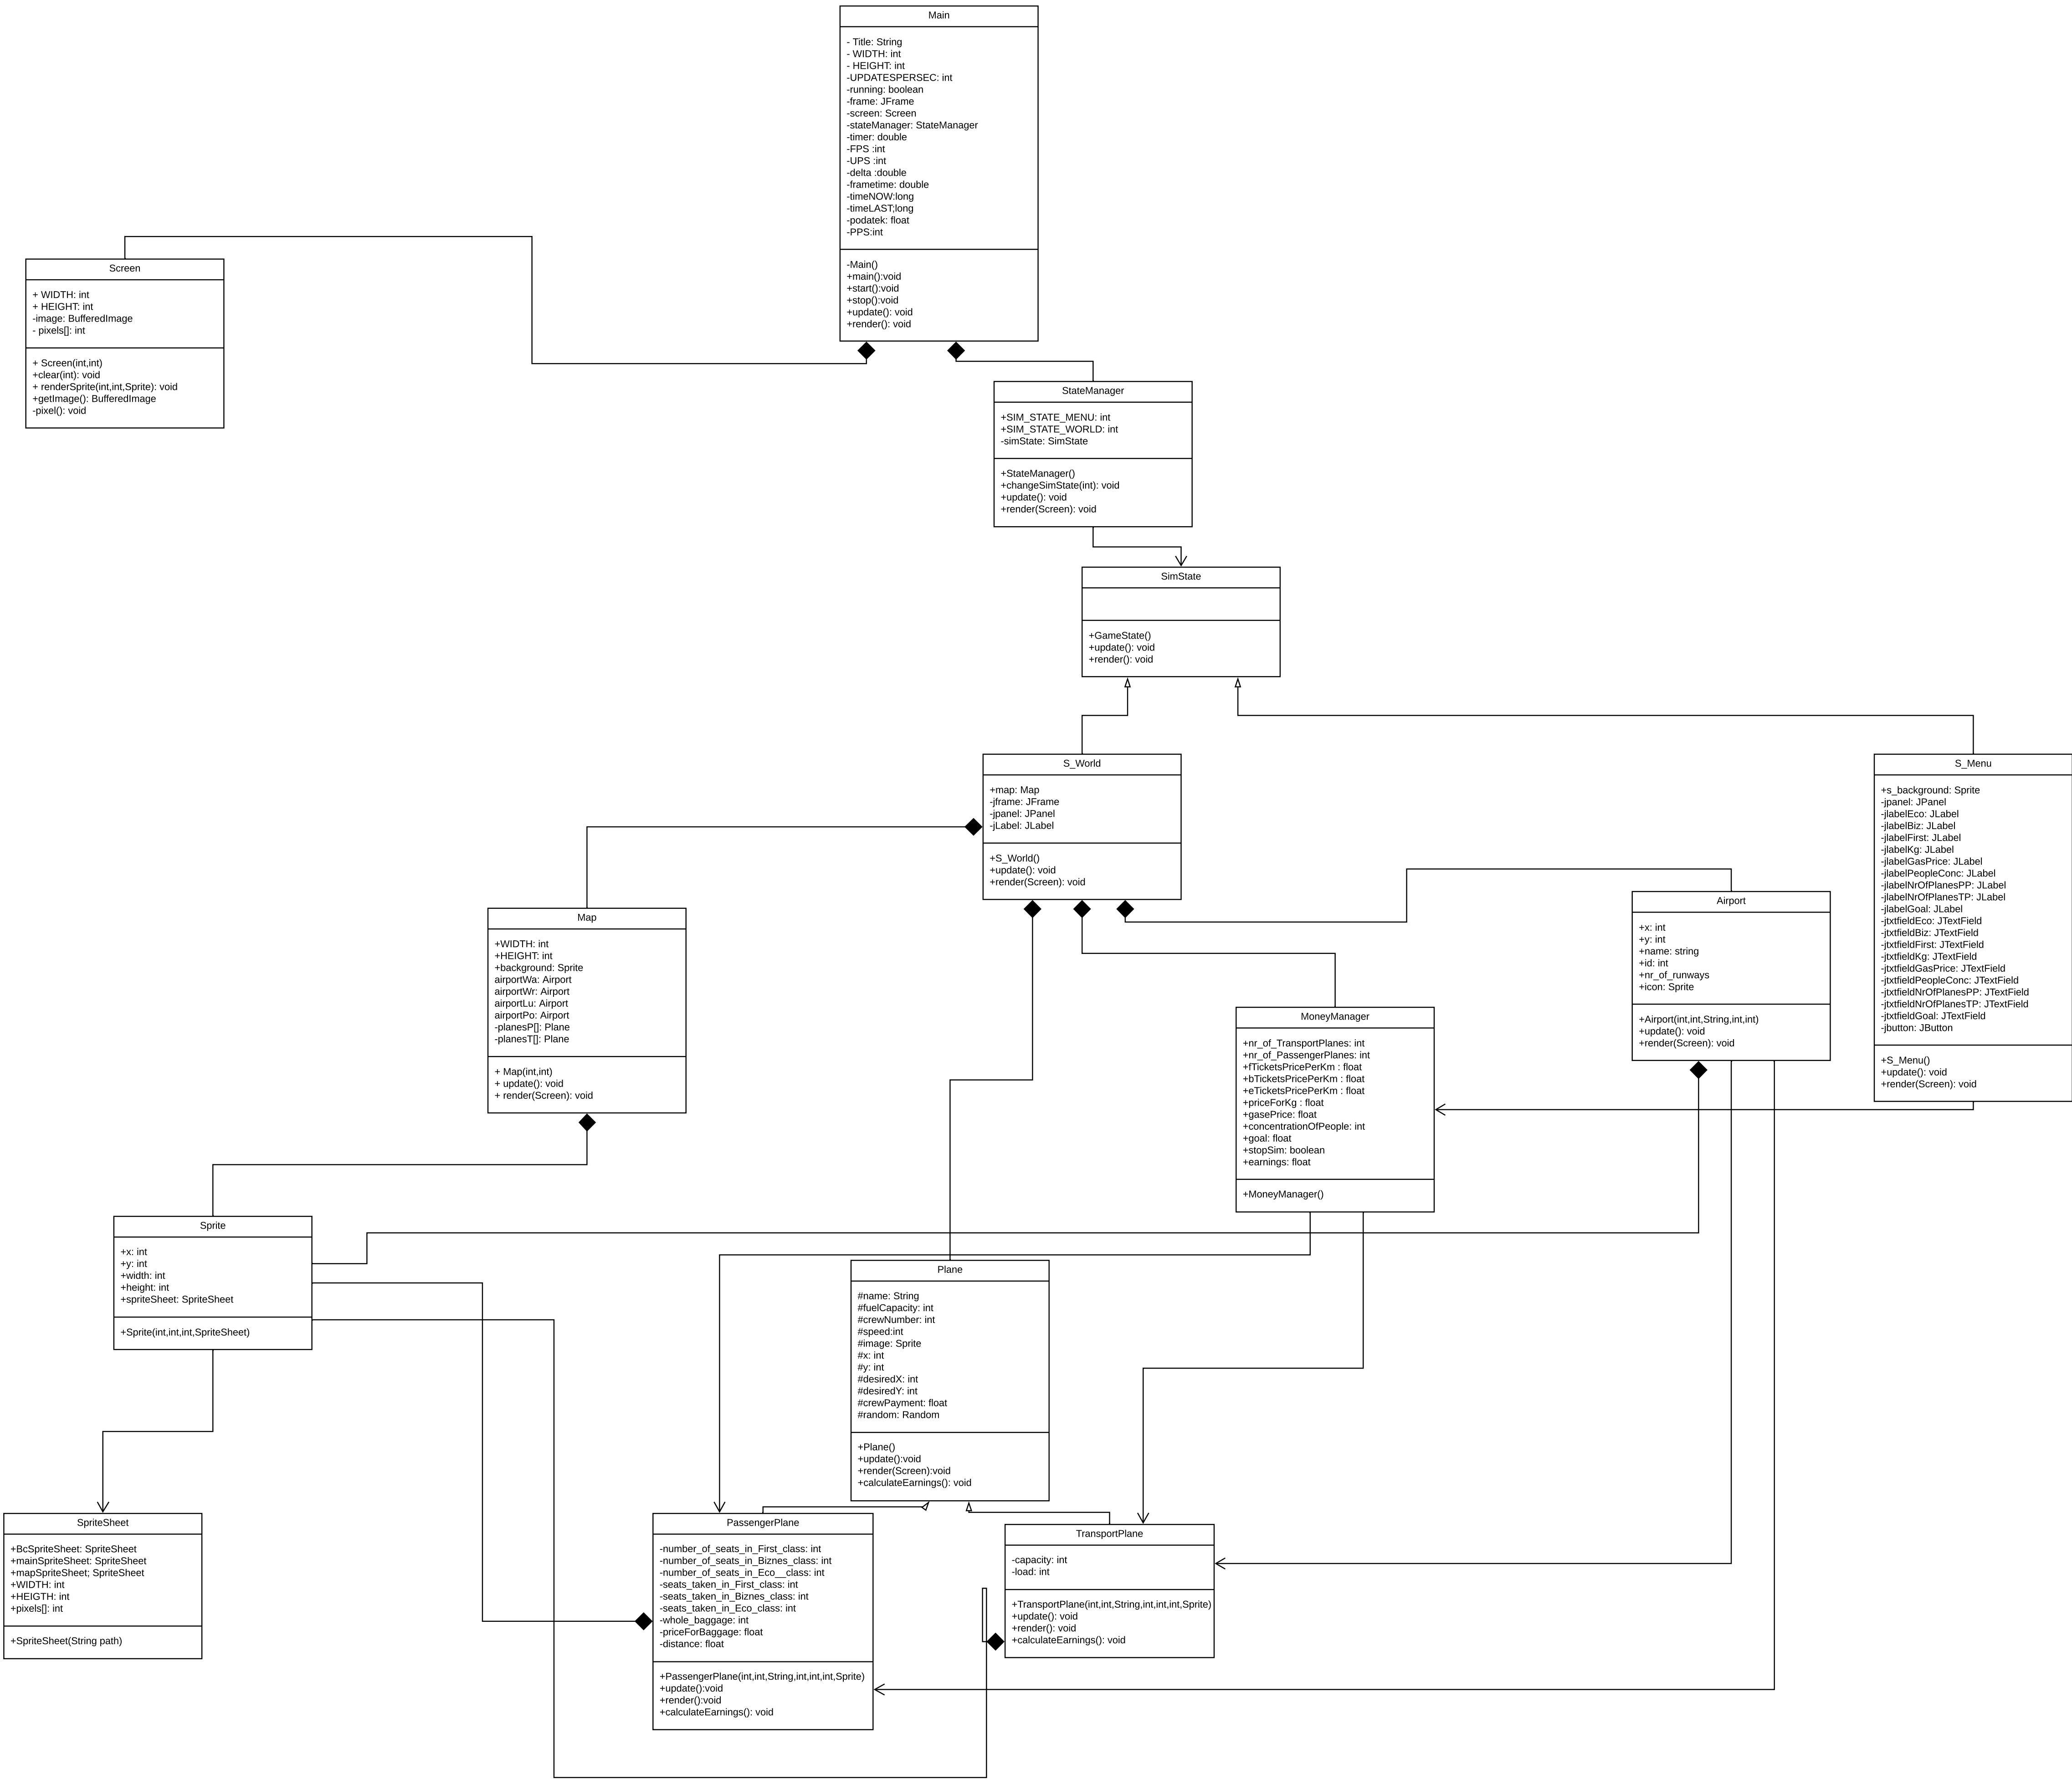 Main
- Title: String
- WIDTH: int
- HEIGHT: int
-UPDATESPERSEC: int
-running: boolean
-frame: JFrame
-screen: Screen
-stateManager: StateManager
-timer: double
-FPS :int
-UPS :int
-delta :double
-frametime: double
-timeNOW:long
-timeLAST;long
-podatek: float
-PPS:int
-Main()
+main():void
+start():void
+stop():void
+update(): void
+render(): void
Screen
+ WIDTH: int
+ HEIGHT: int
-image: BufferedImage
- pixels[]: int
+ Screen(int,int)
+clear(int): void
+ renderSprite(int,int,Sprite): void
+getImage(): BufferedImage
-pixel(): void
StateManager
+SIM_STATE_MENU: int
+SIM_STATE_WORLD: int
-simState: SimState
+StateManager()
+changeSimState(int): void
+update(): void
+render(Screen): void
SimState
+GameState()
+update(): void
+render(): void
S_World
+map: Map
-jframe: JFrame
-jpanel: JPanel
-jLabel: JLabel
+S_World()
+update(): void
+render(Screen): void
S_Menu
+s_background: Sprite
-jpanel: JPanel
-jlabelEco: JLabel
-jlabelBiz: JLabel
-jlabelFirst: JLabel
-jlabelKg: JLabel
-jlabelGasPrice: JLabel
-jlabelPeopleConc: JLabel
-jlabelNrOfPlanesPP: JLabel
-jlabelNrOfPlanesTP: JLabel
-jlabelGoal: JLabel
-jtxtfieldEco: JTextField
-jtxtfieldBiz: JTextField
-jtxtfieldFirst: JTextField
-jtxtfieldKg: JTextField
-jtxtfieldGasPrice: JTextField
-jtxtfieldPeopleConc: JTextField
-jtxtfieldNrOfPlanesPP: JTextField
-jtxtfieldNrOfPlanesTP: JTextField
-jtxtfieldGoal: JTextField
-jbutton: JButton
+S_Menu()
+update(): void
+render(Screen): void
Map
+WIDTH: int
+HEIGHT: int
+background: Sprite
airportWa: Airport
airportWr: Airport
airportLu: Airport
airportPo: Airport
-planesP[]: Plane
-planesT[]: Plane
+ Map(int,int)
+ update(): void
+ render(Screen): void
Airport
+x: int
+y: int
+name: string
+id: int
+nr_of_runways
+icon: Sprite
+Airport(int,int,String,int,int)
+update(): void
+render(Screen): void
MoneyManager
+nr_of_TransportPlanes: int
+nr_of_PassengerPlanes: int
+fTicketsPricePerKm : float
+bTicketsPricePerKm : float
+eTicketsPricePerKm : float
+priceForKg : float
+gasePrice: float
+concentrationOfPeople: int
+goal: float
+stopSim: boolean
+earnings: float
+MoneyManager()
Sprite
+x: int
+y: int
+width: int
+height: int
+spriteSheet: SpriteSheet
+Sprite(int,int,int,SpriteSheet)
Plane
#name: String
#fuelCapacity: int
#crewNumber: int
#speed:int
#image: Sprite
#x: int
#y: int
#desiredX: int
#desiredY: int
#crewPayment: float
#random: Random
+Plane()
+update():void
+render(Screen):void
+calculateEarnings(): void
SpriteSheet
+BcSpriteSheet: SpriteSheet
+mainSpriteSheet: SpriteSheet
+mapSpriteSheet; SpriteSheet
+WIDTH: int
+HEIGTH: int
+pixels[]: int
+SpriteSheet(String path)
PassengerPlane
-number_of_seats_in_First_class: int
-number_of_seats_in_Biznes_class: int
-number_of_seats_in_Eco__class: int
-seats_taken_in_First_class: int
-seats_taken_in_Biznes_class: int
-seats_taken_in_Eco_class: int
-whole_baggage: int
-priceForBaggage: float
-distance: float
+PassengerPlane(int,int,String,int,int,int,Sprite)
+update():void
+render():void
+calculateEarnings(): void
TransportPlane
-capacity: int
-load: int
+TransportPlane(int,int,String,int,int,int,Sprite)
+update(): void
+render(): void
+calculateEarnings(): void